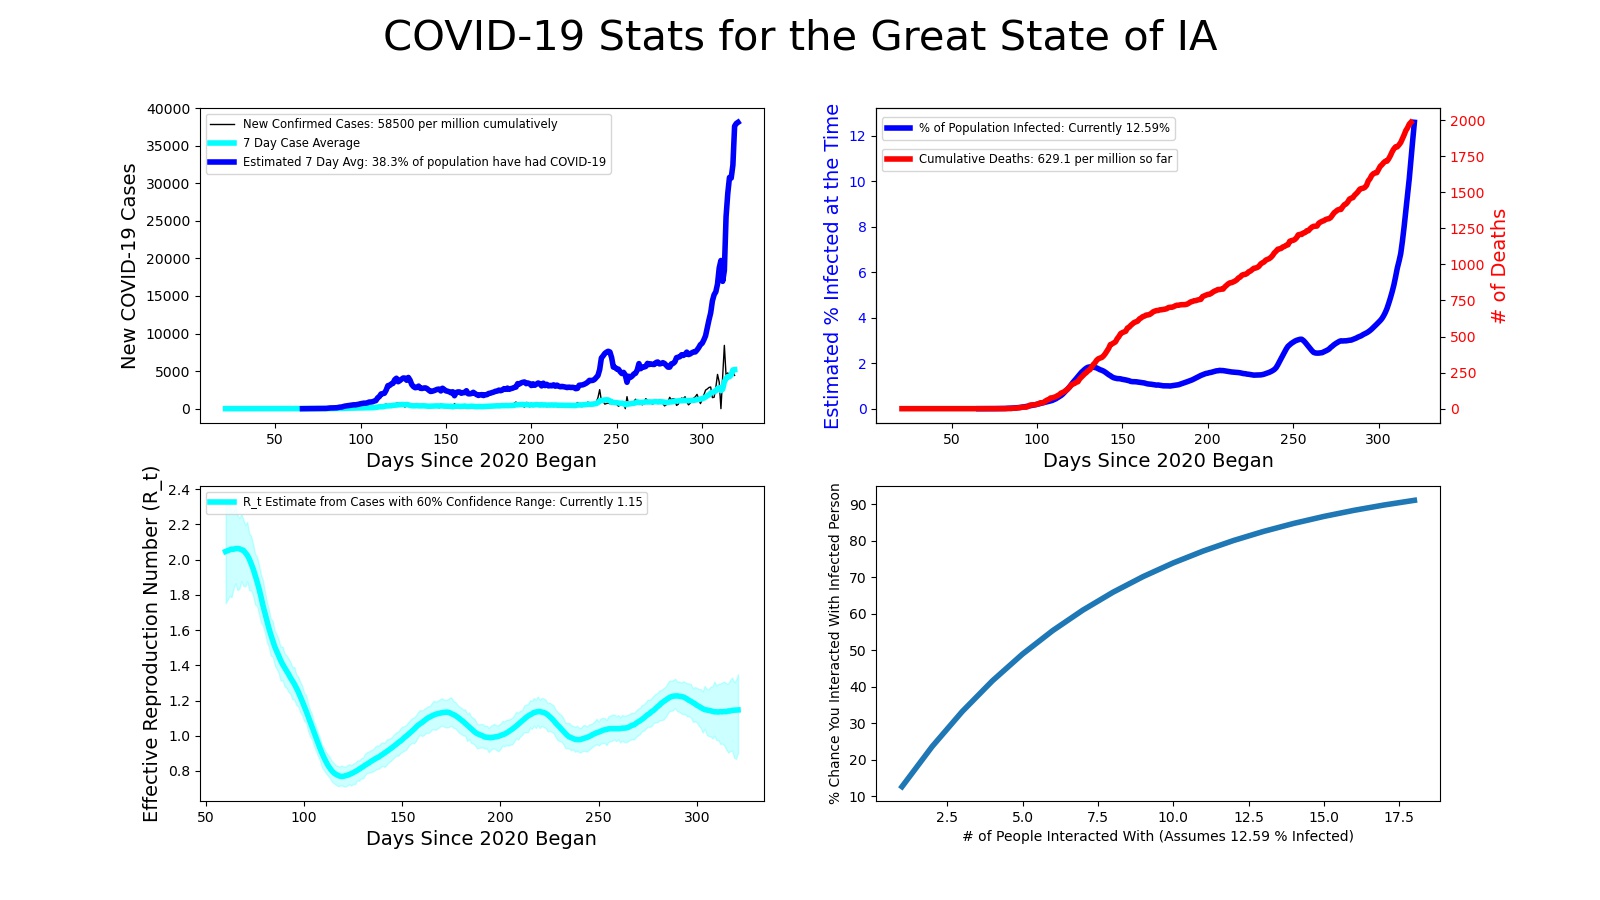 COVID-19 Stats for the Great State of IA
New COVID-19 Cases
40000
35000
30000
25000
20000
15000
10000
5000
0
New Confirmed Cases: 58500 per million cumulatively
7 Day Case Average
Estimated 7 Day Avg: 38.3% of population have had COVID-19
50 100 150 200 250 300
Days Since 2020 Began
Estimated % Infected at the Time
12
10
8
6
4
2
0
% of Population Infected: Currently 12.59%
Cumulative Deaths: 629.1 per million so far
2000
1750
1500
1250
1000
750
500
250
0
# of Deaths
50 100 150 200 250 300
Days Since 2020 Began
Effective Reproduction Number (R_t)
2.4
2.2
2.0
1.8
1.6
1.4
1.2
1.0
0.8
R_t Estimate from Cases with 60% Confidence Range: Currently 1.15
50 100 150 200 250 300
Days Since 2020 Began
% Chance You Interacted With Infected Person
90
80
70
60
50
40
30
20
10
2.5 5.0 7.5 10.0 12.5 15.0 17.5
# of People Interacted With (Assumes 12.59 % Infected)